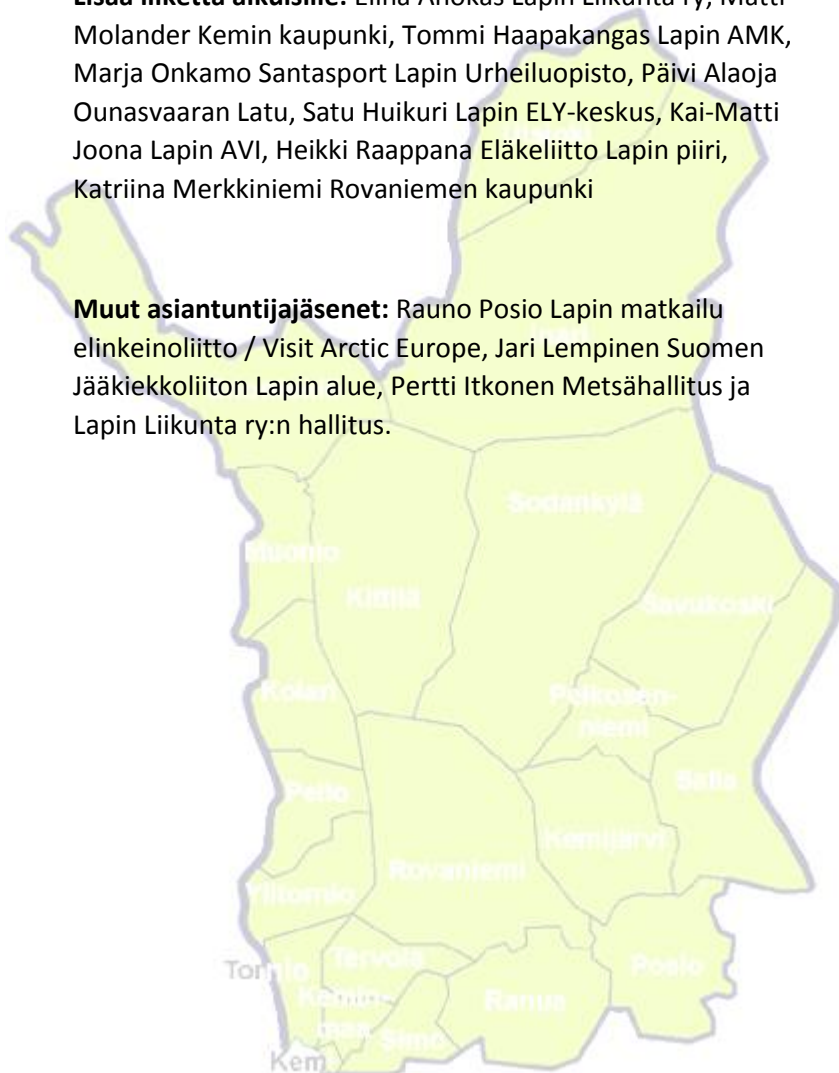 Lisää liikettä aikuisille: Elina Ahokas Lapin Liikunta ry, Matti
Molander Kemin kaupunki, Tommi Haapakangas Lapin AMK,
Marja Onkamo Santasport Lapin Urheiluopisto, Päivi Alaoja
Ounasvaaran Latu, Satu Huikuri Lapin ELY-keskus, Kai-Matti
Joona Lapin AVI, Heikki Raappana Eläkeliitto Lapin piiri,
Katriina Merkkiniemi Rovaniemen kaupunki
Muut asiantuntijajäsenet: Rauno Posio Lapin matkailu
elinkeinoliitto / Visit Arctic Europe, Jari Lempinen Suomen
Jääkiekkoliiton Lapin alue, Pertti Itkonen Metsähallitus ja
Lapin Liikunta ry:n hallitus.
Sodankylä
Muonio
Kittilä
Savukoski
Kolari
Pelkosen-
niemi
Salla
Pello
Kemijärvi
Rovaniemi
Ylitornio
Tornio
Tervola
Posio
Kemin-
maa
Ranua
Simo
Kem